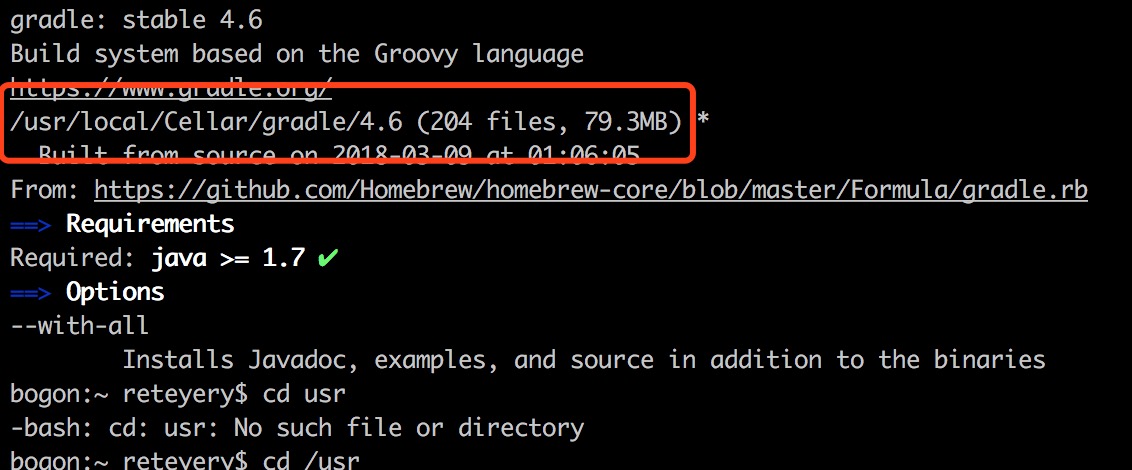 gradle: stable 4.6
Build system based on the Groovy language
https://www.gradle.org/
/usr/local/Cellar/gradle/4.6 (204 files, 79.3MB) *
  Built from source on 2018-03-09 at 01:06:05
From: https://github.com/Homebrew/homebrew-core/blob/master/Formula/gradle.rb
==> Requirements
Required: java >= 1.7 ✔
==> Options
--with-all
        Installs Javadoc, examples, and source in addition to the binaries
bogon:~ reteyery$ cd usr
-bash: cd: usr: No such file or directory
bogon:~ reteyery$ cd /usr